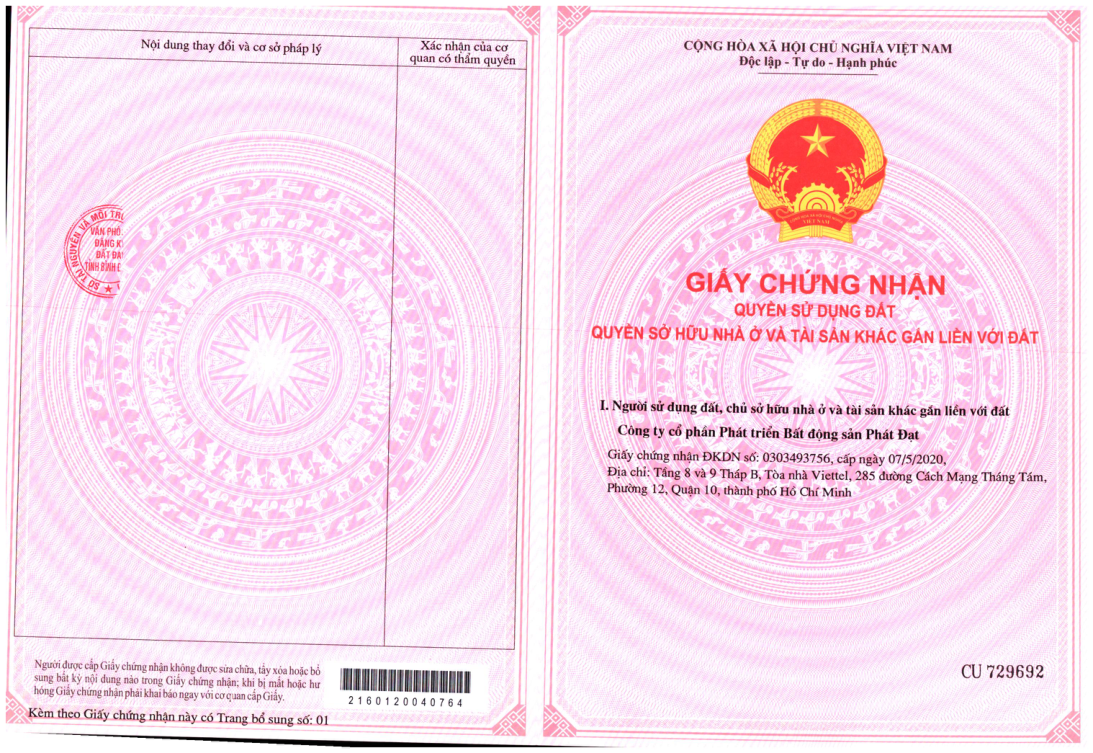 Nội dung thay đổi và cơ sở pháp lý
Xác nhận của cơ
quan có thẩm quyền
SỞ TÀI NGUYÊN VÀ MÔI TR
VĂN PHÒ
ĐĂNG K
ĐẤT ĐA
TỈNH BÌNH Đ
Người được cấp Giấy chứng nhận không được sửa chữa, tẩy xóa hoặc bổ
sung bất kỳ nội dung nào trong Giấy chứng nhận; khi bị mất hoặc hư
hỏng Giấy chứng nhận phải khai báo ngay với cơ quan cấp Giấy.
2160120040764
Kèm theo Giấy chứng nhận này có Trang bổ sung số: 01
CỘNG HÒA XÃ HỘI CHỦ NGHĨA VIỆT NAM
Độc lập - Tự do - Hạnh phúc
VIỆT NAM
GIẤY CHỨNG NHẬN
QUYỀN SỬ DỤNG ĐẤT
QUYỀN SỞ HỮU NHÀ Ở VÀ TÀI SẢN KHÁC GẮN LIỀN VỚI ĐẤT
I. Người sử dụng đất, chủ sở hữu nhà ở và tài sản khác gắn liền với đất
Công ty cổ phần Phát triển Bất động sản Phát Đạt
Giấy chứng nhận ĐKDN số: 0303493756, cấp ngày 07/5/2020,
Địa chỉ: Tầng 8 và 9 Tháp B, Tòa nhà Viettel, 285 đường Cách Mạng Tháng Tám,
Phường 12, Quận 10, thành phố Hồ Chí Minh
CU 729692